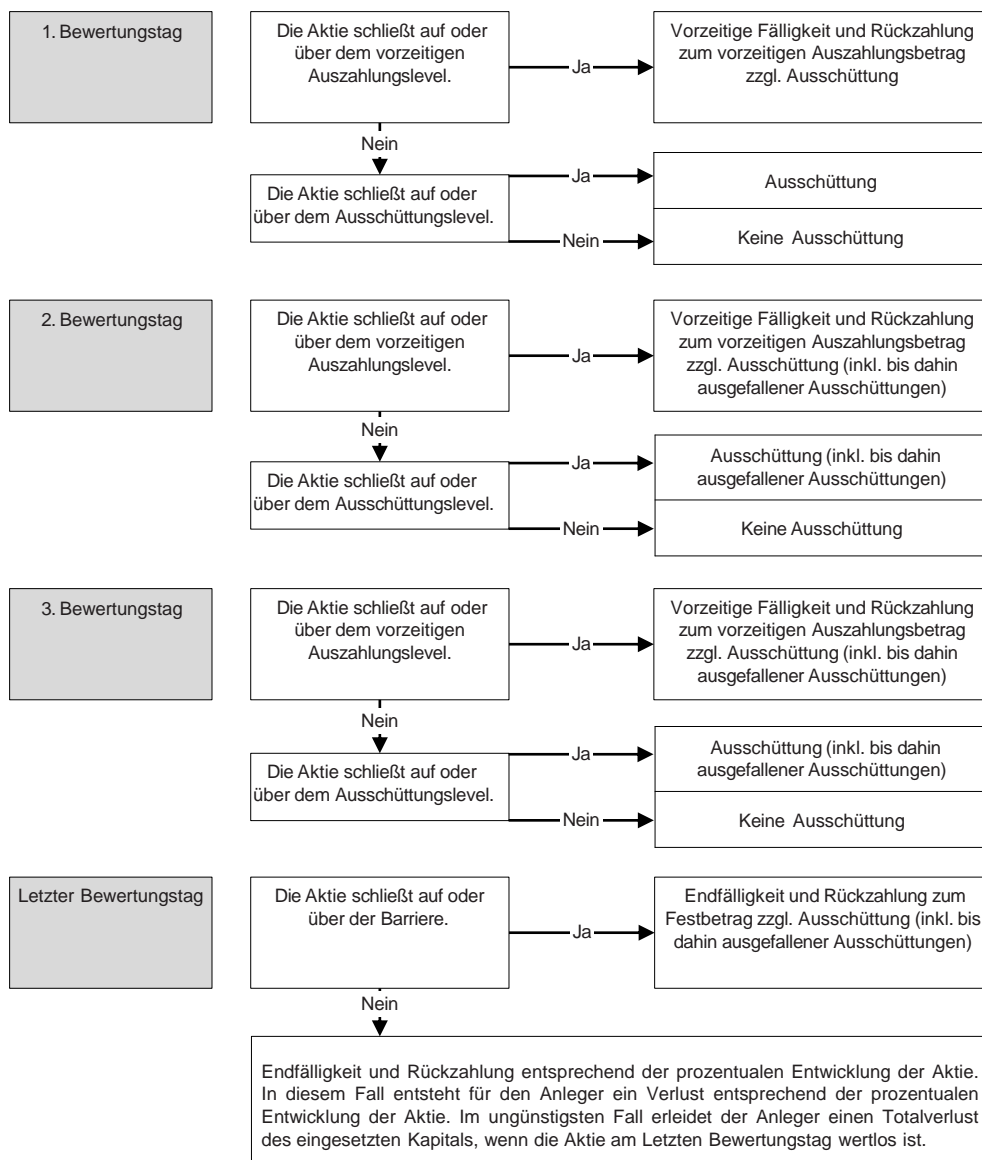 1. Bewertungstag
Die Aktie schließt auf oder
über dem vorzeitigen
Auszahlungslevel.
Ja
Vorzeitige Fälligkeit und Rückzahlung
zum vorzeitigen Auszahlungsbetrag
zzgl. Ausschüttung
Nein
Die Aktie schließt auf oder
über dem Ausschüttungslevel.
Ja
Ausschüttung
Nein
Keine Ausschüttung
2. Bewertungstag
Die Aktie schließt auf oder
über dem vorzeitigen
Auszahlungslevel.
Ja
Vorzeitige Fälligkeit und Rückzahlung
zum vorzeitigen Auszahlungsbetrag
zzgl. Ausschüttung (inkl. bis dahin
ausgefallener Ausschüttungen)
Nein
Die Aktie schließt auf oder
über dem Ausschüttungslevel.
Ja
Ausschüttung (inkl. bis dahin
ausgefallener Ausschüttungen)
Nein
Keine Ausschüttung
3. Bewertungstag
Die Aktie schließt auf oder
über dem vorzeitigen
Auszahlungslevel.
Ja
Vorzeitige Fälligkeit und Rückzahlung
zum vorzeitigen Auszahlungsbetrag
zzgl. Ausschüttung (inkl. bis dahin
ausgefallener Ausschüttungen)
Nein
Die Aktie schließt auf oder
über dem Ausschüttungslevel.
Ja
Ausschüttung (inkl. bis dahin
ausgefallener Ausschüttungen)
Nein
Keine Ausschüttung
Letzter Bewertungstag
Die Aktie schließt auf oder
über der Barriere.
Ja
Endfälligkeit und Rückzahlung zum
Festbetrag zzgl. Ausschüttung (inkl. bis
dahin ausgefallener Ausschüttungen)
Nein
Endfälligkeit und Rückzahlung entsprechend der prozentualen Entwicklung der Aktie.
In diesem Fall entsteht für den Anleger ein Verlust entsprechend der prozentualen
Entwicklung der Aktie. Im ungünstigsten Fall erleidet der Anleger einen Totalverlust
des eingesetzten Kapitals, wenn die Aktie am Letzten Bewertungstag wertlos ist.